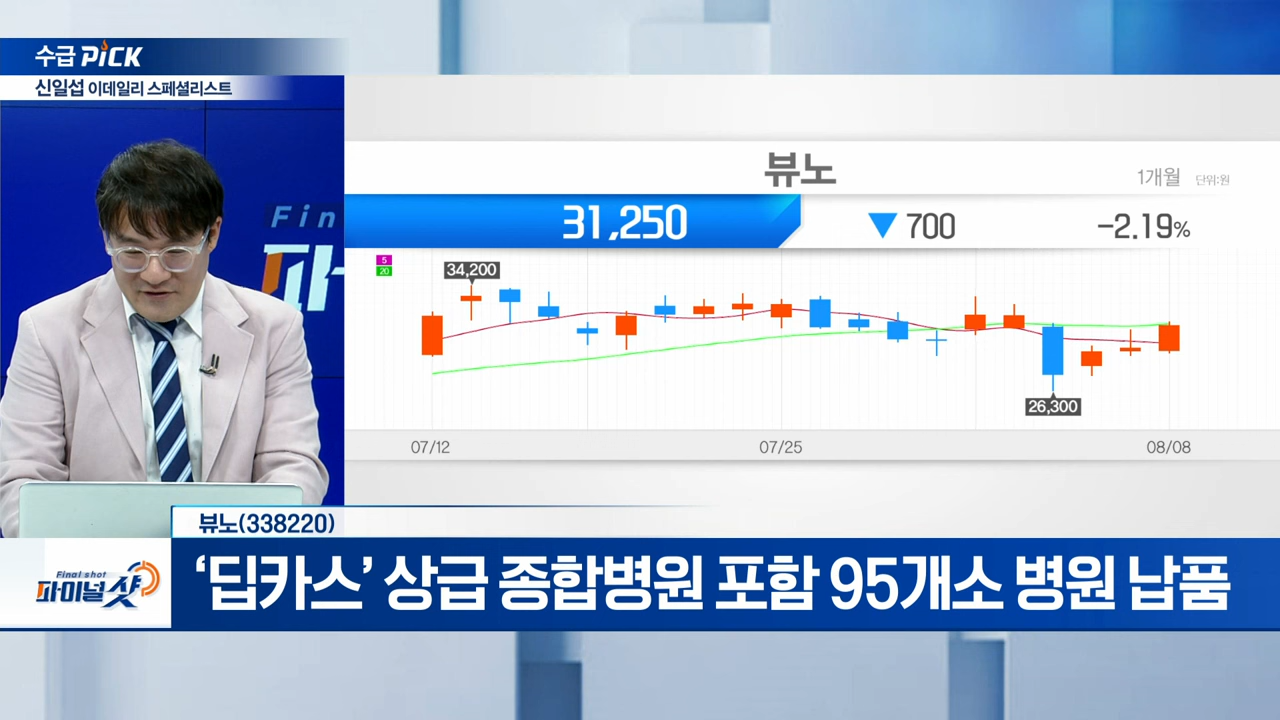 수급 PiCK
신일섭 이데일리 스페셜리스트
Fin
파
뷰노
1개월 단위:원
31,250 ▼ 700 -2.19%
5
20
34,200
26,300
07/12 07/25 08/08
뷰노(338220)
Final shot
파이널샷
‘딥카스’ 상급 종합병원 포함 95개소 병원 납품